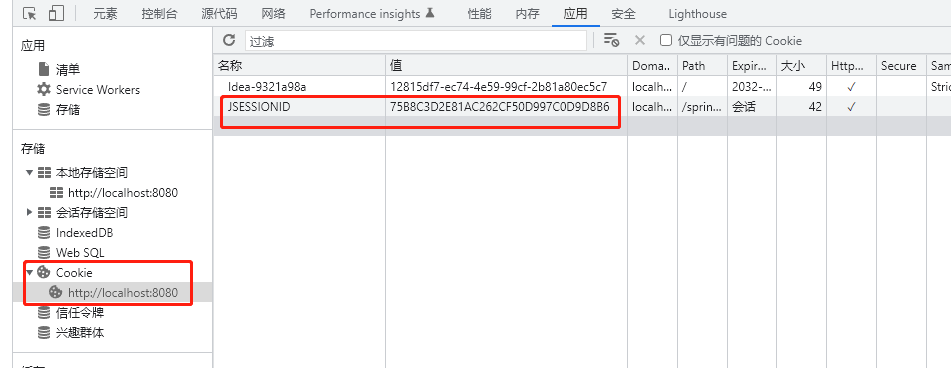 元素 控制台 源代码 网络 Performance insights 性能 内存 应用 安全 Lighthouse
应用
清单
Service Workers
存储
存储
本地存储空间
http://localhost:8080
会话存储空间
IndexedDB
Web SQL
Cookie
http://localhost:8080
信任令牌
兴趣群体
过滤 仅显示有问题的 Cookie
名称 值 Doma.. Path Expir... 大小 Http... Secure Sam
Idea-9321a98a 12815df7-ec74-4e59-99cf-2b81a80ec5c7 localh... / 2032-... 49 ✓ Stric
JSESSIONID 75B8C3D2E81AC262CF50D997C0D9D8B6 localh... /sprin... 会话 42 ✓